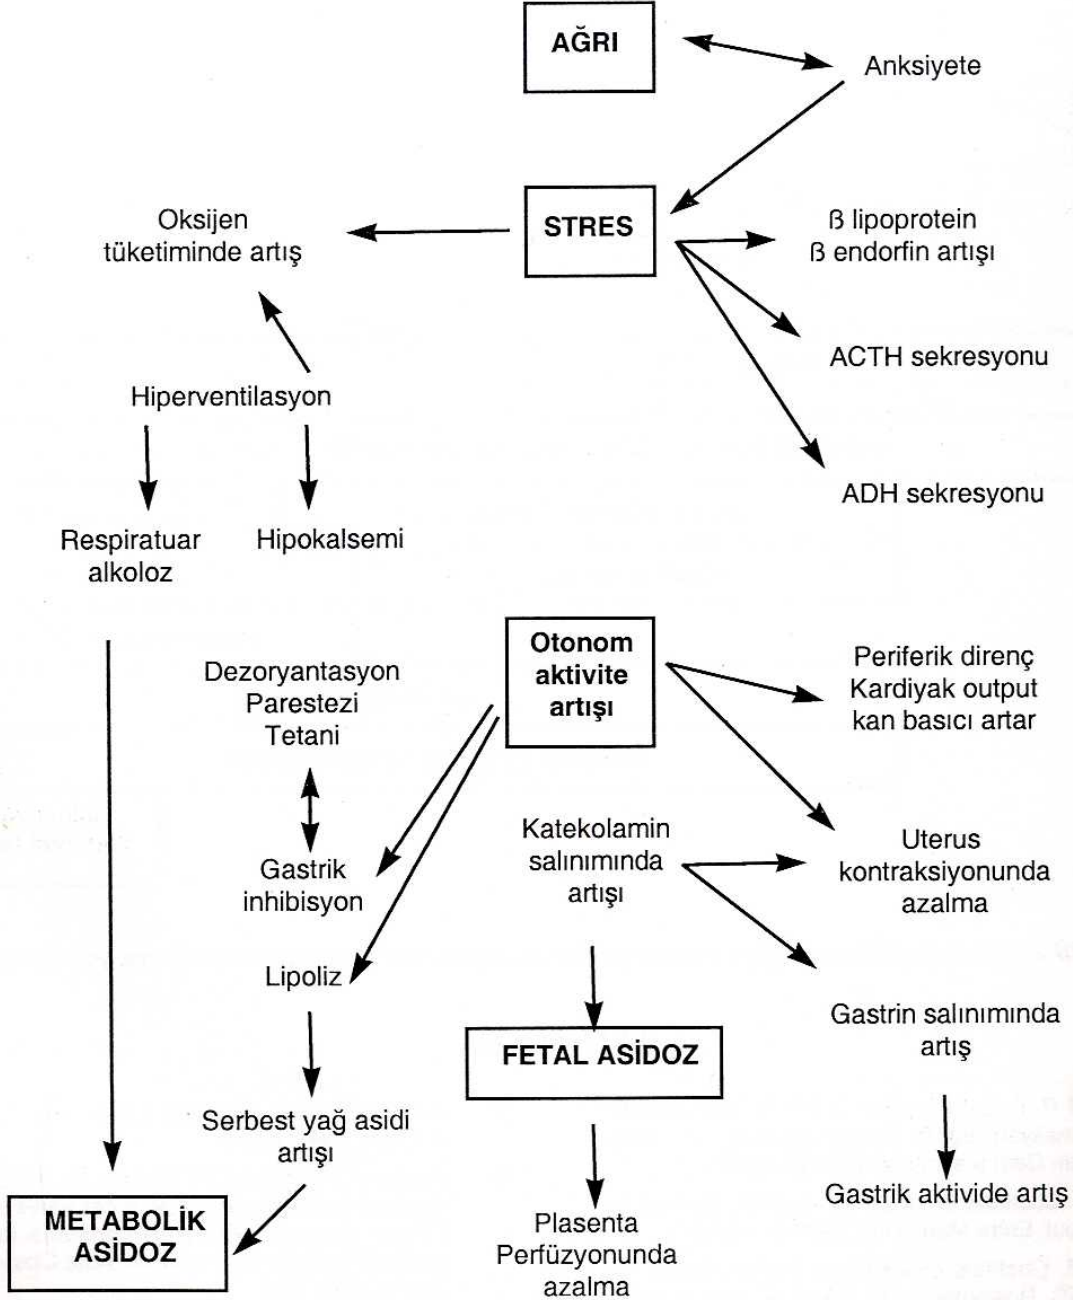 AĞRI
Anksiyete
STRES
Oksijen
tüketiminde artış
ß lipoprotein
ß endorfin artışı
ACTH sekresyonu
Hiperventilasyon
ADH sekresyonu
Respiratuar
alkoloz
Hipokalsemi
Otonom
aktivite
artışı
Dezoryantasyon
Parestezi
Tetani
Periferik direnç
Kardiyak output
kan basıcı artar
Katekolamin
salınımında
artışı
Uterus
kontraksiyonunda
azalma
Gastrik
inhibisyon
Lipoliz
Gastrin salınımında
artış
FETAL ASİDOZ
Serbest yağ asidi
artışı
Gastrik aktivide artış
METABOLİK
ASİDOZ
Plasenta
Perfüzyonunda
azalma